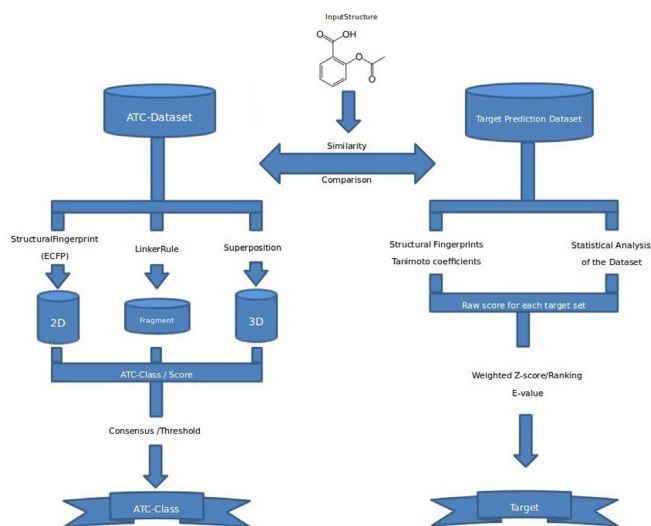 InputStructure
O
OH
O
O
ATC-Dataset
Target Prediction Dataset
Similarity
Comparison
StructuralFingerprint
(ECFP)
LinkerRule
Superposition
Structural Fingerprints
Tanimoto coefficients
Statistical Analysis
of the Dataset
2D
Fragment
3D
Raw score for each target set
ATC-Class / Score
Weighted Z-score/Ranking
E-value
Consensus /Threshold
ATC-Class
Target